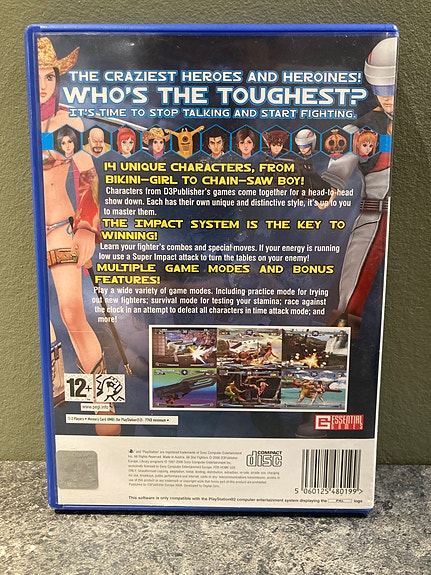 THE CRAZIEST HEROES AND HEROINES!
WHO'S THE TOUGHEST?
IT'S TIME TO STOP TALKING AND START FIGHTING.
14 UNIQUE CHARACTERS, FROM
BIKINI-GIRL TO CHAIN-SAW BOY!
Characters from D3Publisher's games come together for a head-to-head
show down. Each has their own unique and distinctive style, it's up to you
to master them.
THE IMPACT SYSTEM IS THE KEY TO
WINNING!
Learn your fighter's combos and special moves. If your energy is running
low use a Super Impact attack to turn the tables on your enemy!
MULTIPLE GAME MODES AND BONUS
FEATURES!
Play a wide variety of game modes. Including practice mode for trying
out new fighters; survival mode for testing your stamina; race against
the clock in an attempt to defeat all characters in time attack mode; and
more!
12+
www.pegi.info
ESSENTIAL
GAMES
COMPACT
disc
5 060125 480199 >
This software is only compatible with the PlayStation®2 computer entertainment system displaying the PAL